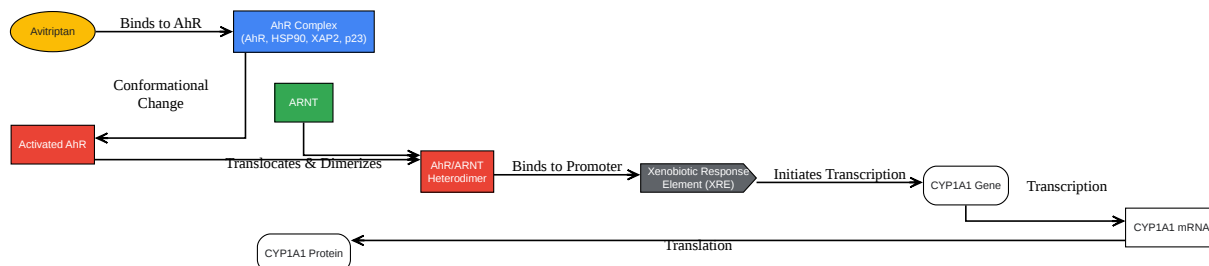 Avitriptan
Binds to AhR
AhR Complex
(AhR, HSP90, XAP2, p23)
Conformational
Change
ARNT
Activated AhR
Translocates & Dimerizes
AhR/ARNT
Heterodimer
Binds to Promoter
Xenobiotic Response
Element (XRE)
Initiates Transcription
CYP1A1 Gene
Transcription
CYP1A1 mRNA
Translation
CYP1A1 Protein